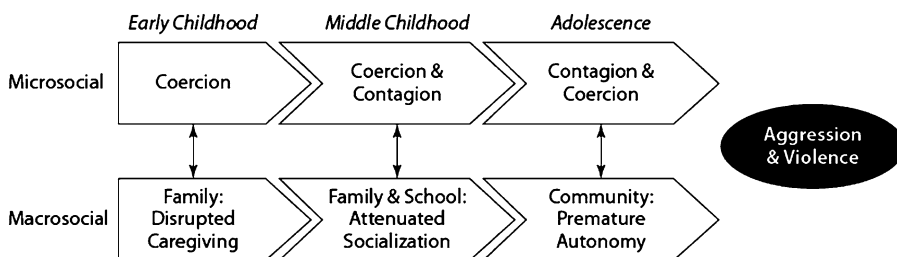 Early Childhood
Middle Childhood
Adolescence
Microsocial
Coercion
Coercion &
Contagion
Contagion &
Coercion
Aggression
& Violence
Macrosocial
Family:
Disrupted
Caregiving
Family & School:
Attenuated
Socialization
Community:
Premature
Autonomy